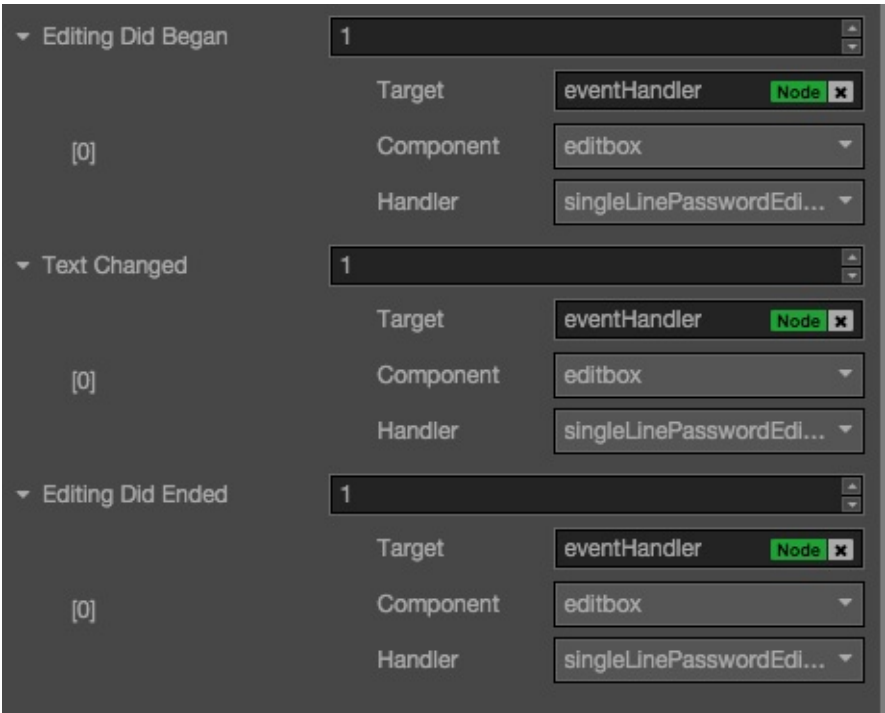 Editing Did Began 1
Target eventHandler Node x
[0] Component editbox
Handler singleLinePasswordEdi...
Text Changed 1
Target eventHandler Node x
[0] Component editbox
Handler singleLinePasswordEdi...
Editing Did Ended 1
Target eventHandler Node x
[0] Component editbox
Handler singleLinePasswordEdi...